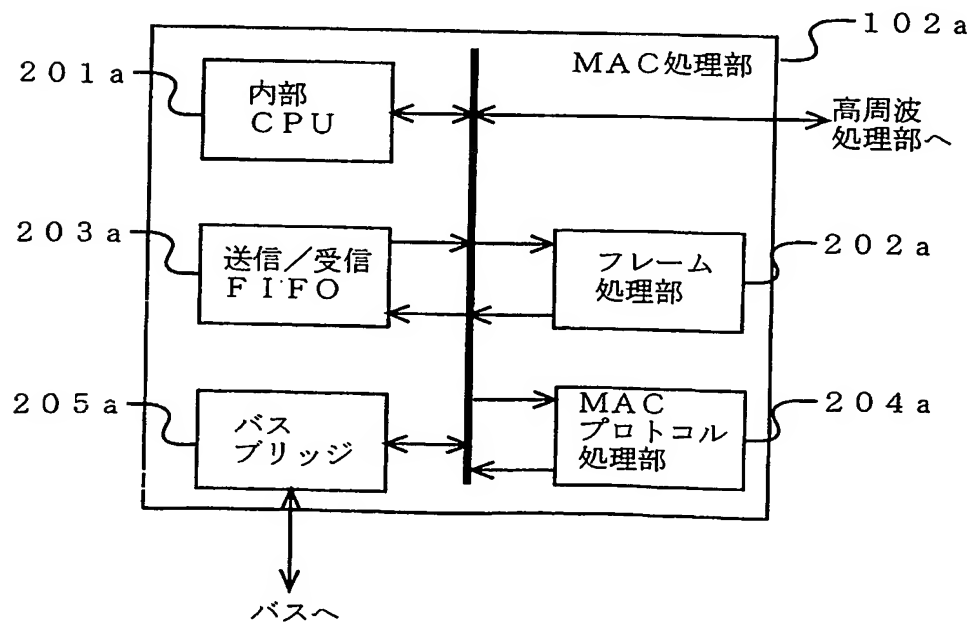 １０２ａ
ＭＡＣ処理部
２０１ａ
内部
ＣＰＵ
高周波
処理部へ
２０３ａ
送信／受信
ＦＩＦＯ
フレーム
処理部
２０２ａ
２０５ａ
バス
ブリッジ
ＭＡＣ
プロトコル
処理部
２０４ａ
バスへ